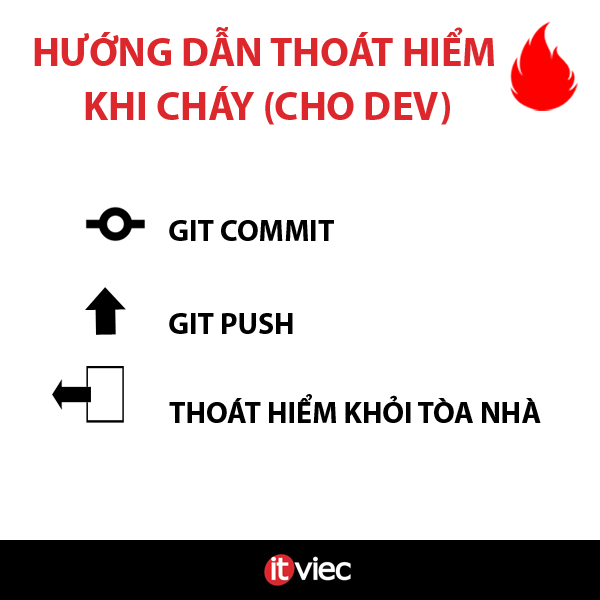 HƯỚNG DẪN THOÁT HIỂM
KHI CHÁY (CHO DEV)
GIT COMMIT
GIT PUSH
THOÁT HIỂM KHỎI TÒA NHÀ
itviec